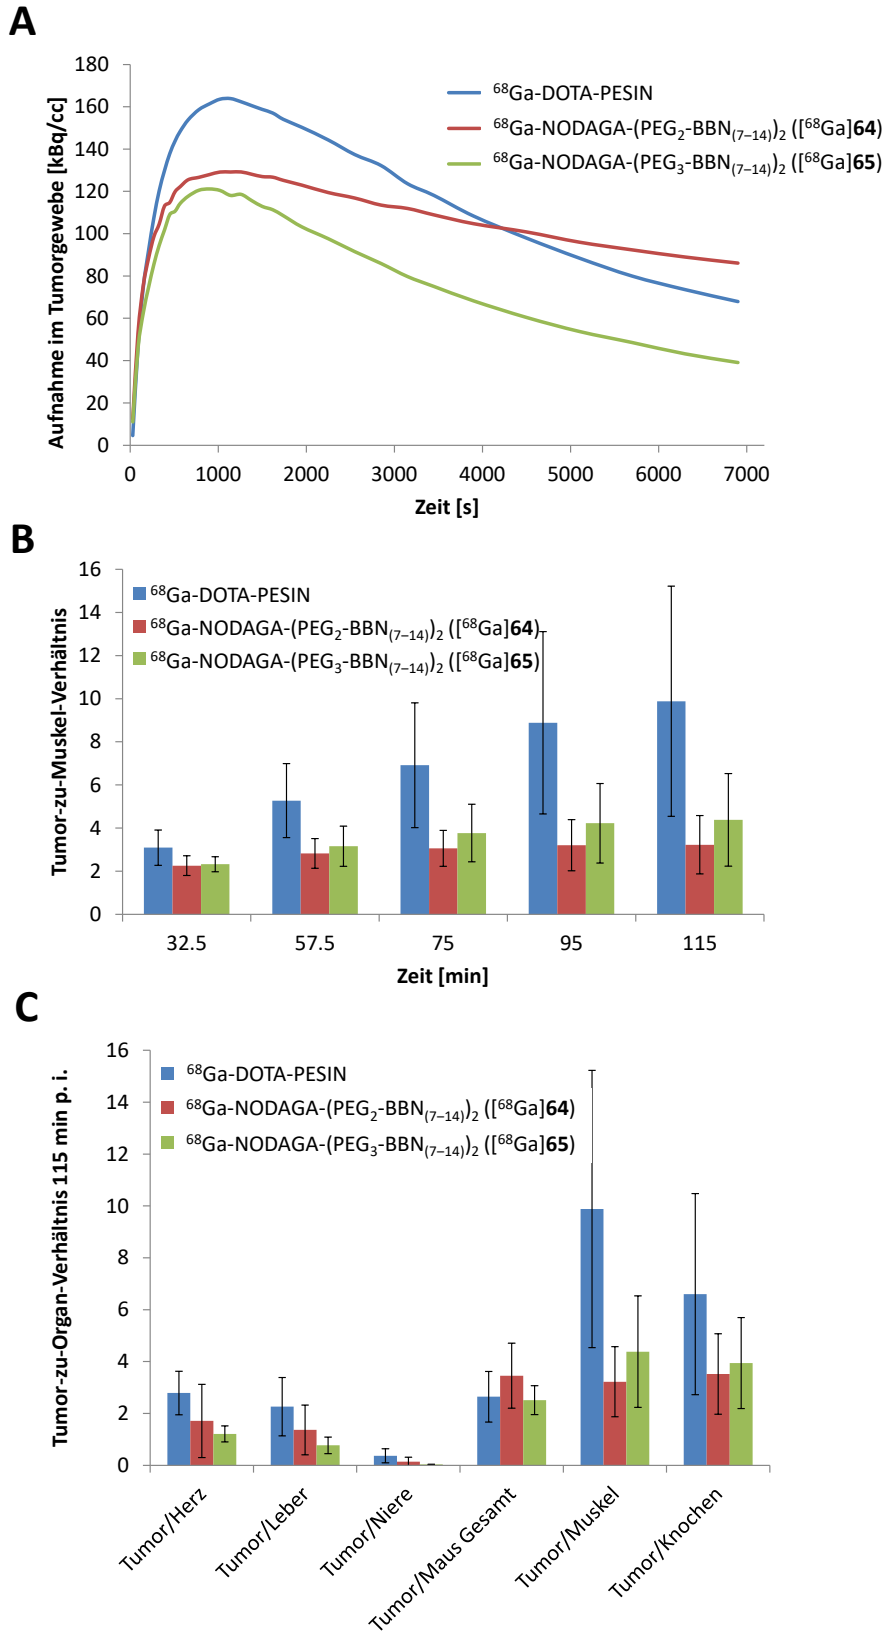 A
Aufnahme im Tumorgewebe [kBq/cc]
180
160
140
120
100
80
60
40
20
0
0 1000 2000 3000 4000 5000 6000 7000
Zeit [s]
⁶⁸Ga-DOTA-PESIN
⁶⁸Ga-NODAGA-(PEG₂-BBN₍₇₋₁₄₎)₂ ([⁶⁸Ga]64)
⁶⁸Ga-NODAGA-(PEG₃-BBN₍₇₋₁₄₎)₂ ([⁶⁸Ga]65)
B
Tumor-zu-Muskel-Verhältnis
16
14
12
10
8
6
4
2
0
⁶⁸Ga-DOTA-PESIN
⁶⁸Ga-NODAGA-(PEG₂-BBN₍₇₋₁₄₎)₂ ([⁶⁸Ga]64)
⁶⁸Ga-NODAGA-(PEG₃-BBN₍₇₋₁₄₎)₂ ([⁶⁸Ga]65)
32.5 57.5 75 95 115
Zeit [min]
C
Tumor-zu-Organ-Verhältnis 115 min p. i.
16
14
12
10
8
6
4
2
0
⁶⁸Ga-DOTA-PESIN
⁶⁸Ga-NODAGA-(PEG₂-BBN₍₇₋₁₄₎)₂ ([⁶⁸Ga]64)
⁶⁸Ga-NODAGA-(PEG₃-BBN₍₇₋₁₄₎)₂ ([⁶⁸Ga]65)
Tumor/Herz
Tumor/Leber
Tumor/Niere
Tumor/Maus Gesamt
Tumor/Muskel
Tumor/Knochen